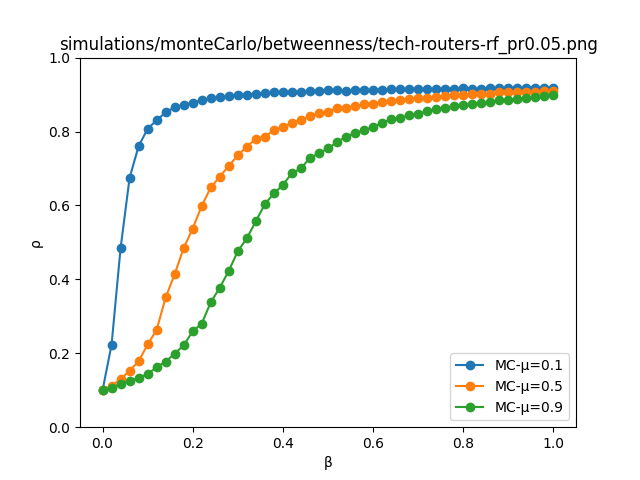 simulations/monteCarlo/betweenness/tech-routers-rf_pr0.05.png
1.0
0.8
0.6
0.4
0.2
0.0
ρ
0.0 0.2 0.4 0.6 0.8 1.0
β
MC-μ=0.1
MC-μ=0.5
MC-μ=0.9